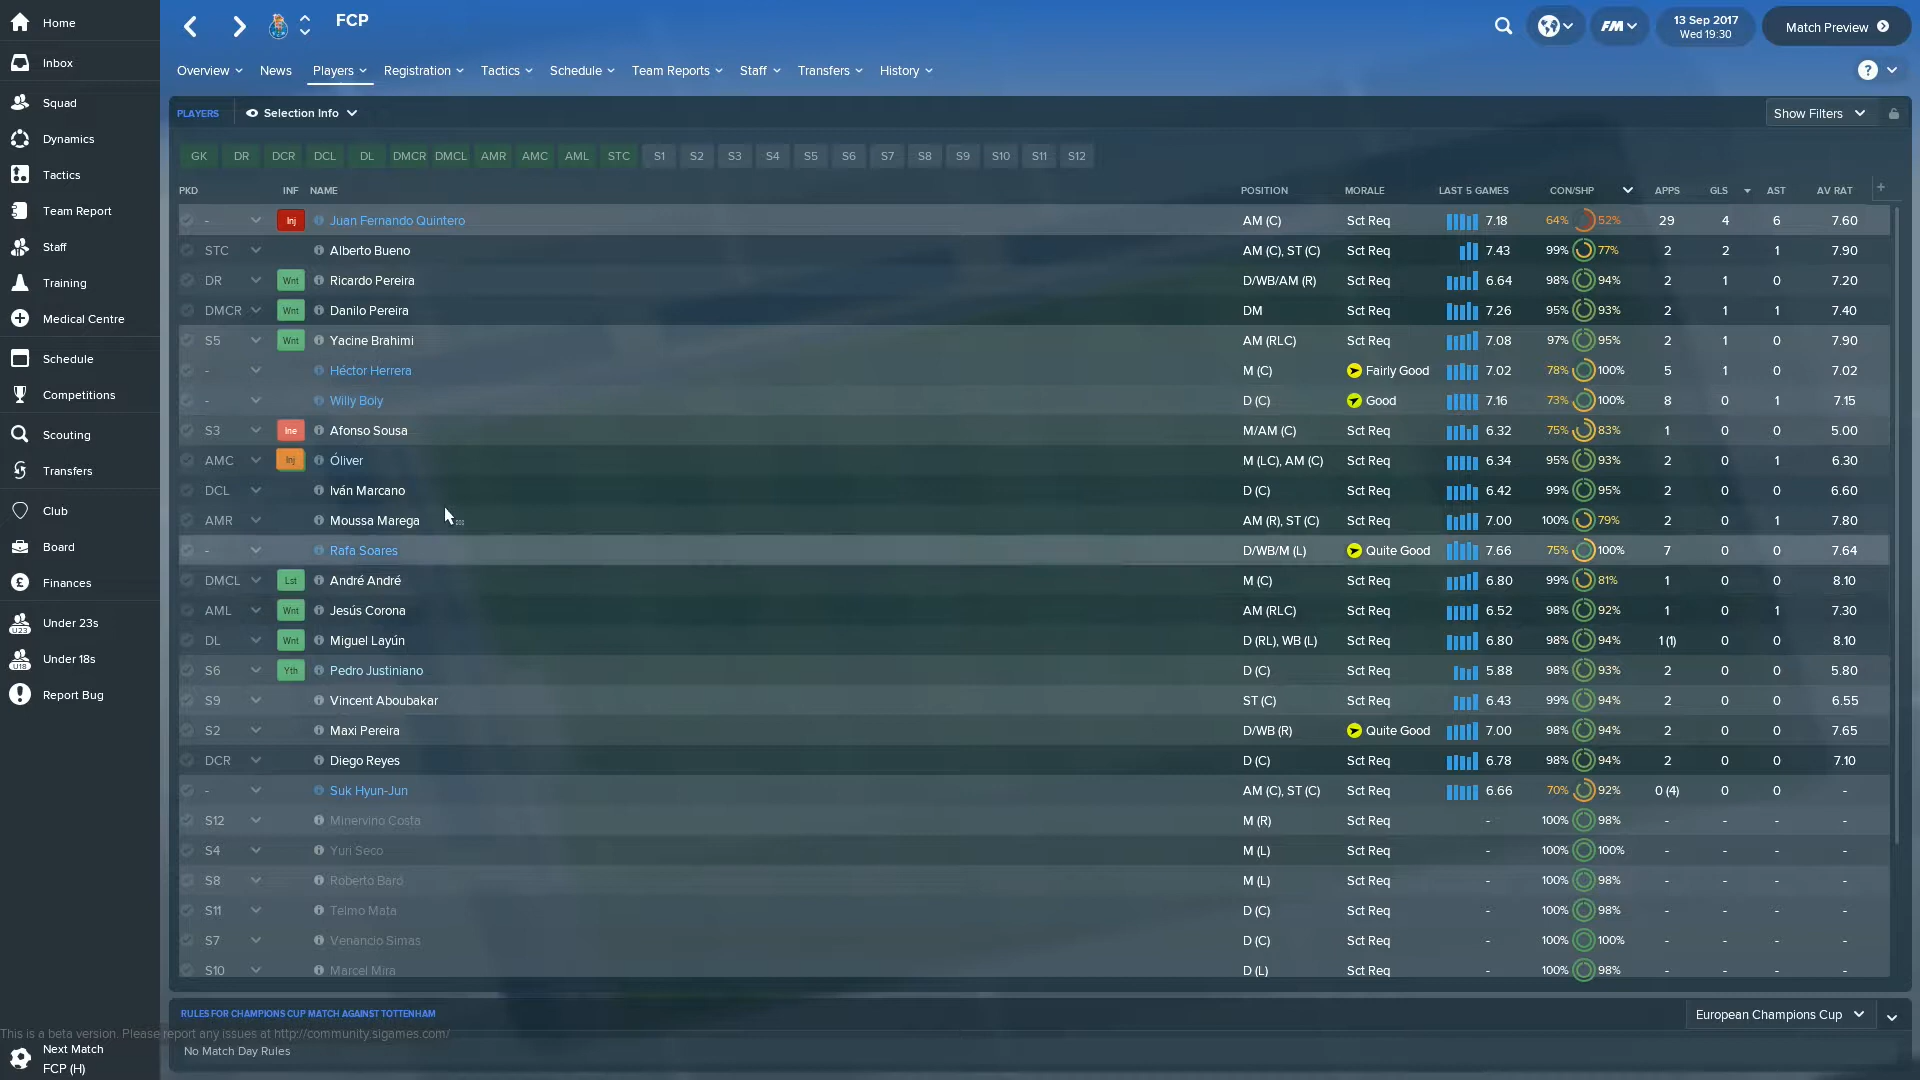 Home
Inbox
Squad
Dynamics
Tactics
Team Report
Staff
Training
Medical Centre
Schedule
Competitions
Scouting
Transfers
Club
Board
Finances
U23
Under 23s
U18
Under 18s
Report Bug
Next Match
FCP (H)
FCP
FM
13 Sep 2017
Wed 19:30
Match Preview
Overview News Players Registration Tactics Schedule Team Reports Staff Transfers History ?
PLAYERS Selection Info Show Filters
GK DR DCR DCL DL DMCR DMCL AMR AMC AML STC S1 S2 S3 S4 S5 S6 S7 S8 S9 S10 S11 S12
PKD INF NAME POSITION MORALE LAST 5 GAMES CON/SHP APPS GLS AST AV RAT +
- Inj Juan Fernando Quintero AM (C) Sct Req 7.18 64% 52% 29 4 6 7.60
STC Alberto Bueno AM (C), ST (C) Sct Req 7.43 99% 77% 2 2 1 7.90
DR Wnt Ricardo Pereira D/WB/AM (R) Sct Req 6.64 98% 94% 2 1 0 7.20
DMCR Wnt Danilo Pereira DM Sct Req 7.26 95% 93% 2 1 1 7.40
S5 Wnt Yacine Brahimi AM (RLC) Sct Req 7.08 97% 95% 2 1 0 7.90
- Héctor Herrera M (C) Fairly Good 7.02 78% 100% 5 1 0 7.02
- Willy Boly D (C) Good 7.16 73% 100% 8 0 1 7.15
S3 Ine Afonso Sousa M/AM (C) Sct Req 6.32 75% 83% 1 0 0 5.00
AMC Inj Óliver M (LC), AM (C) Sct Req 6.34 95% 93% 2 0 1 6.30
DCL Iván Marcano D (C) Sct Req 6.42 99% 95% 2 0 0 6.60
AMR Moussa Marega AM (R), ST (C) Sct Req 7.00 100% 79% 2 0 1 7.80
- Rafa Soares D/WB/M (L) Quite Good 7.66 75% 100% 7 0 0 7.64
DMCL Lst André André M (C) Sct Req 6.80 99% 81% 1 0 0 8.10
AML Wnt Jesús Corona AM (RLC) Sct Req 6.52 98% 92% 1 0 1 7.30
DL Wnt Miguel Layún D (RL), WB (L) Sct Req 6.80 98% 94% 1 (1) 0 0 8.10
S6 Yth Pedro Justiniano D (C) Sct Req 5.88 98% 93% 2 0 0 5.80
S9 Vincent Aboubakar ST (C) Sct Req 6.43 99% 94% 2 0 0 6.55
S2 Maxi Pereira D/WB (R) Quite Good 7.00 98% 94% 2 0 0 7.65
DCR Diego Reyes D (C) Sct Req 6.78 98% 94% 2 0 0 7.10
- Suk Hyun-Jun AM (C), ST (C) Sct Req 6.66 70% 92% 0 (4) 0 0 -
S12 Minervino Costa M (R) Sct Req - 100% 98% - - - -
S4 Yuri Seco M (L) Sct Req - 100% 100% - - - -
S8 Roberto Baró M (L) Sct Req - 100% 98% - - - -
S11 Telmo Mata D (C) Sct Req - 100% 98% - - - -
S7 Venâncio Simas D (C) Sct Req - 100% 100% - - - -
S10 Marcel Mira D (L) Sct Req - 100% 98% - - - -
RULES FOR CHAMPIONS CUP MATCH AGAINST TOTTENHAM European Champions Cup
This is a beta version. Please report any issues at http://community.sigames.com/
No Match Day Rules